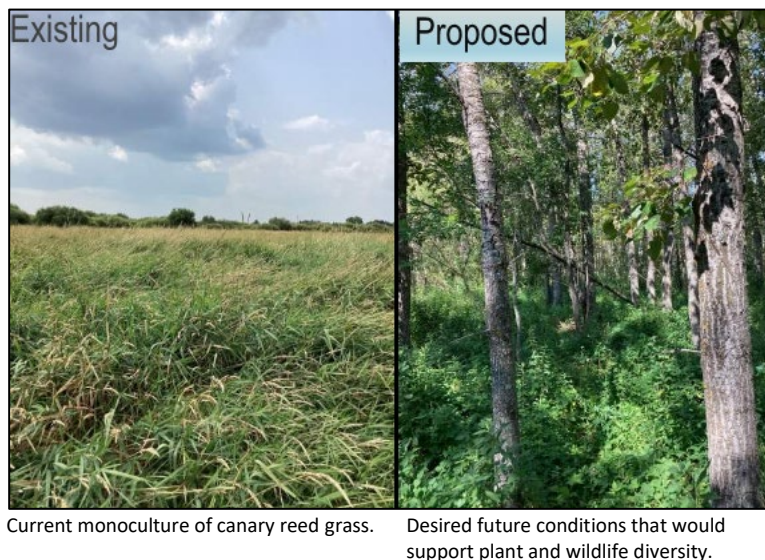 Existing
Proposed
Current monoculture of canary reed grass.
Desired future conditions that would
support plant and wildlife diversity.